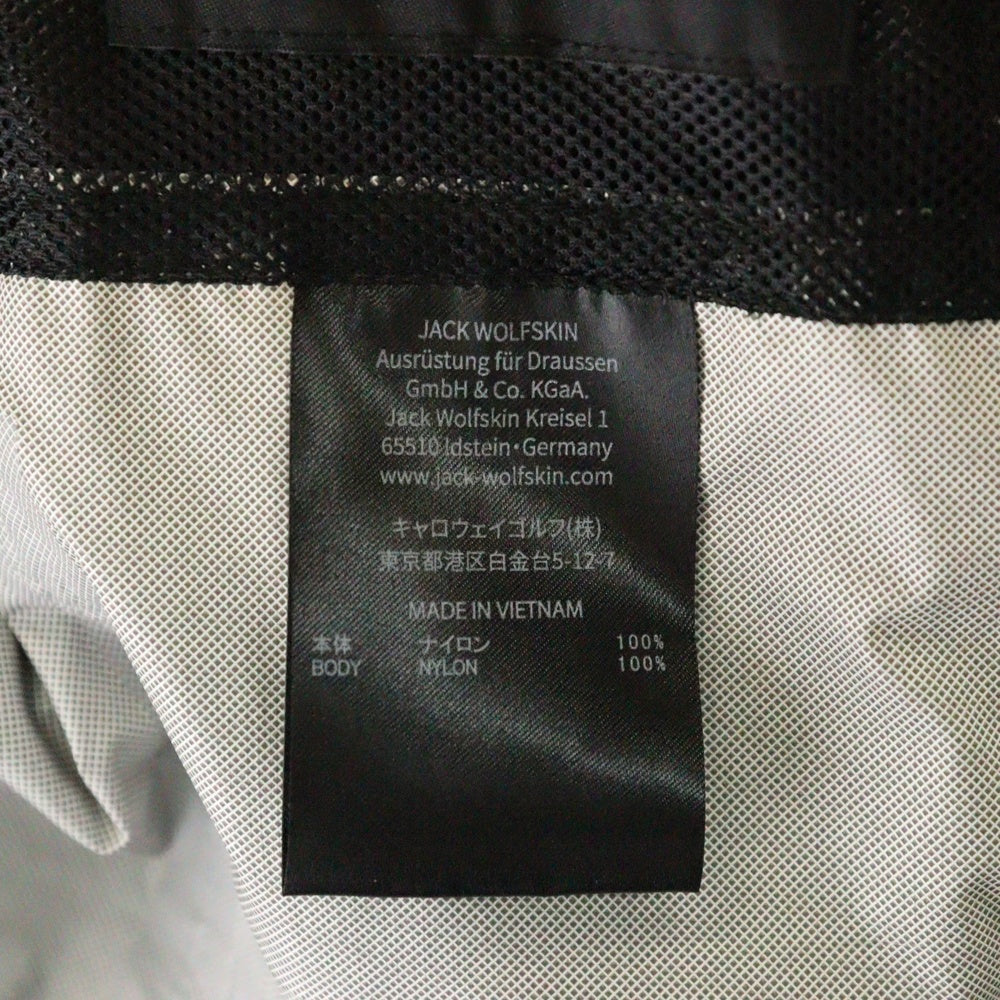 JACK WOLFSKIN
Ausrüstung für Draussen
GmbH & Co. KGaA.
Jack Wolfskin Kreisel 1
65510 Idstein・Germany
www.jack-wolfskin.com
キャロウェイゴルフ(株)
東京都港区白金台5-12-7
MADE IN VIETNAM
本体 ナイロン 100%
BODY NYLON 100%